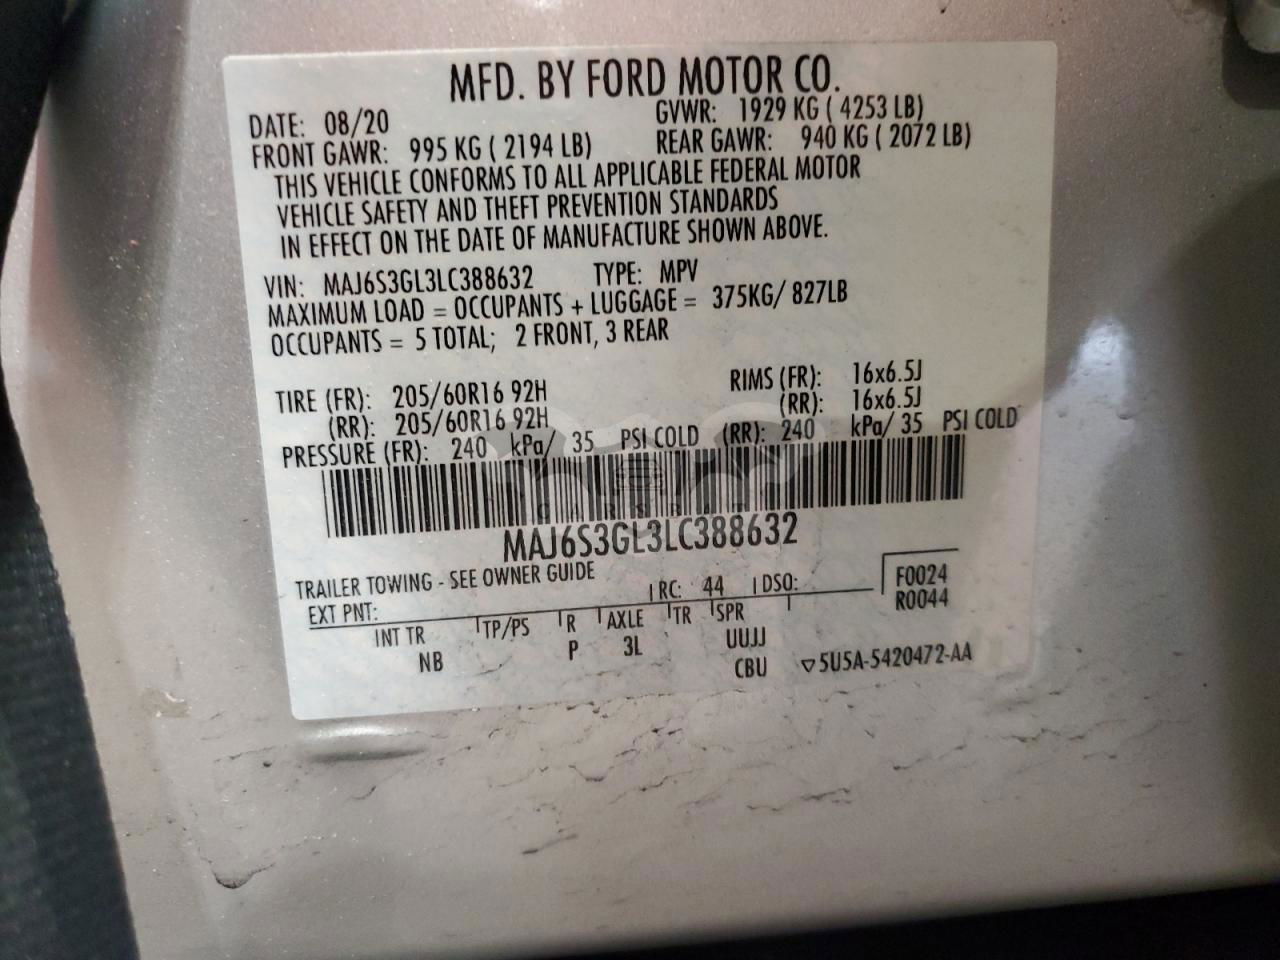 MFD. BY FORD MOTOR CO.
DATE: 08/20 GVWR: 1929 KG ( 4253 LB)
FRONT GAWR: 995 KG ( 2194 LB) REAR GAWR: 940 KG ( 2072 LB)
THIS VEHICLE CONFORMS TO ALL APPLICABLE FEDERAL MOTOR
VEHICLE SAFETY AND THEFT PREVENTION STANDARDS
IN EFFECT ON THE DATE OF MANUFACTURE SHOWN ABOVE.
VIN: MAJ6S3GL3LC388632 TYPE: MPV
MAXIMUM LOAD = OCCUPANTS + LUGGAGE = 375KG/ 827LB
OCCUPANTS = 5 TOTAL; 2 FRONT, 3 REAR
TIRE (FR): 205/60R16 92H RIMS (FR): 16x6.5J
(RR): 205/60R16 92H (RR): 16x6.5J
PRESSURE (FR): 240 kPa/ 35 PSI COLD (RR): 240 kPa/ 35 PSI COLD
MAJ6S3GL3LC388632
TRAILER TOWING - SEE OWNER GUIDE
EXT PNT: RC: 44 DSO: F0024
R0044
INT TR TP/PS R AXLE TR SPR
NB P 3L UUJJ
CBU 5U5A-5420472-AA